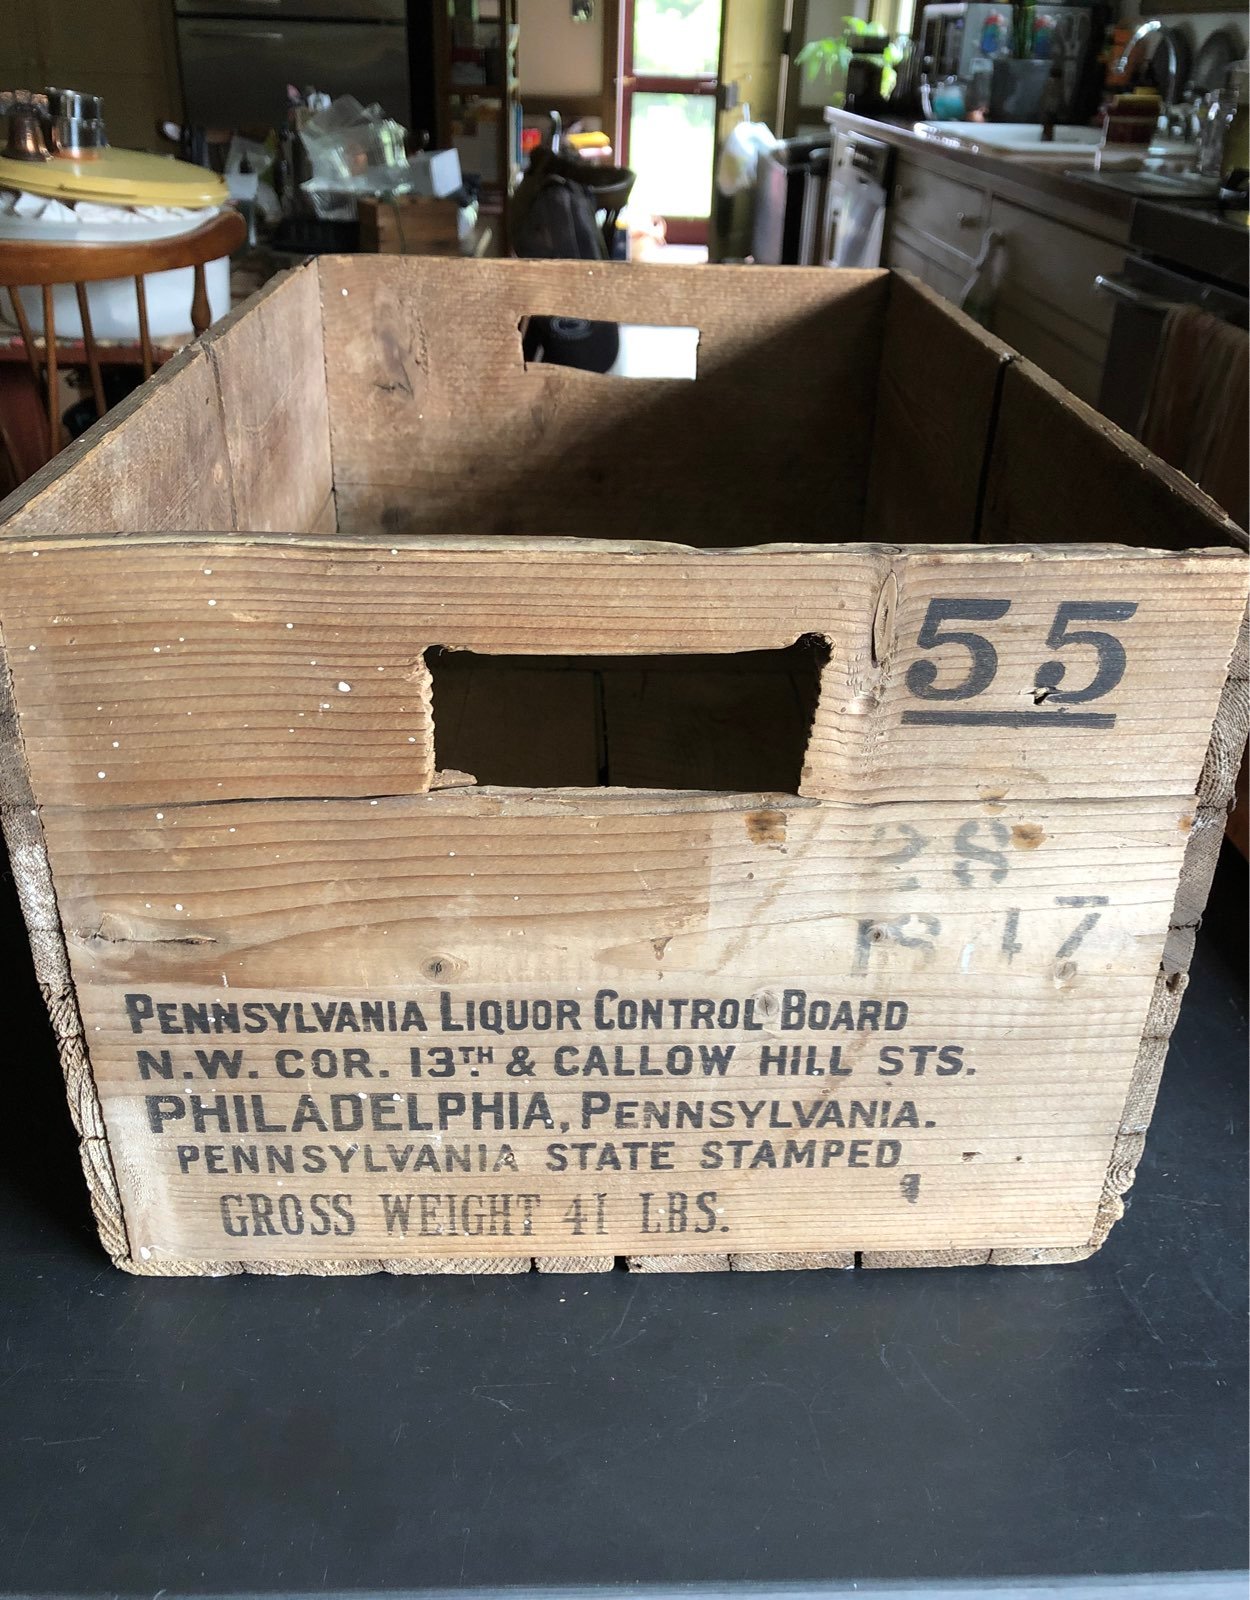 55
28
PENNSYLVANIA LIQUOR CONTROL BOARD
N.W. COR. 13TH & CALLOW HILL STS.
PHILADELPHIA, PENNSYLVANIA.
PENNSYLVANIA STATE STAMPED
GROSS WEIGHT 41 LBS.